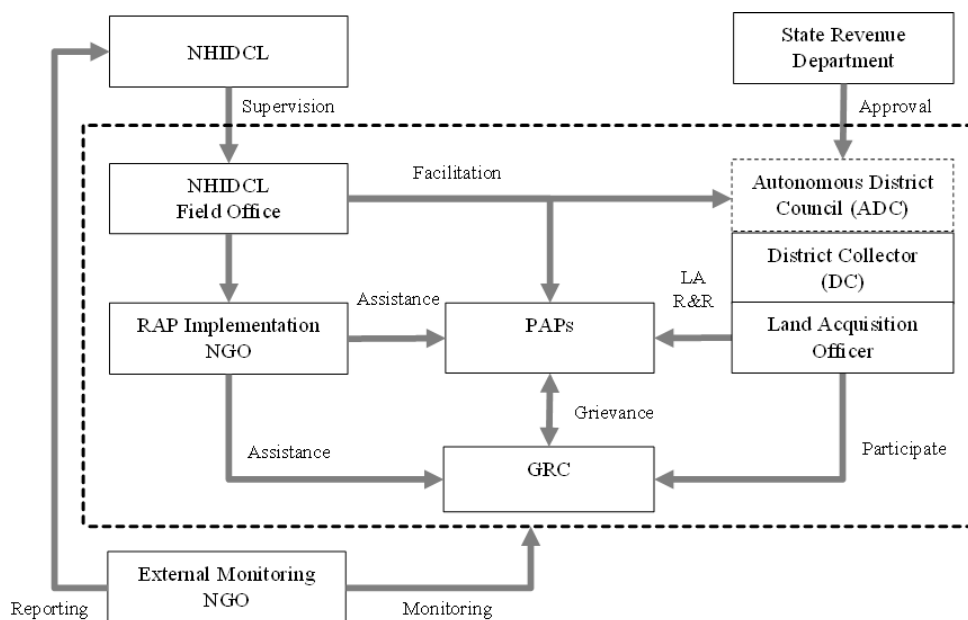 NHIDCL
State Revenue
Department
Supervision
Approval
NHIDCL
Field Office
Facilitation
Autonomous District
Council (ADC)
District Collector
(DC)
LA
R&R
Assistance
RAP Implementation
NGO
PAPs
Land Acquisition
Officer
Grievance
Assistance
Participate
GRC
External Monitoring
NGO
Reporting
Monitoring